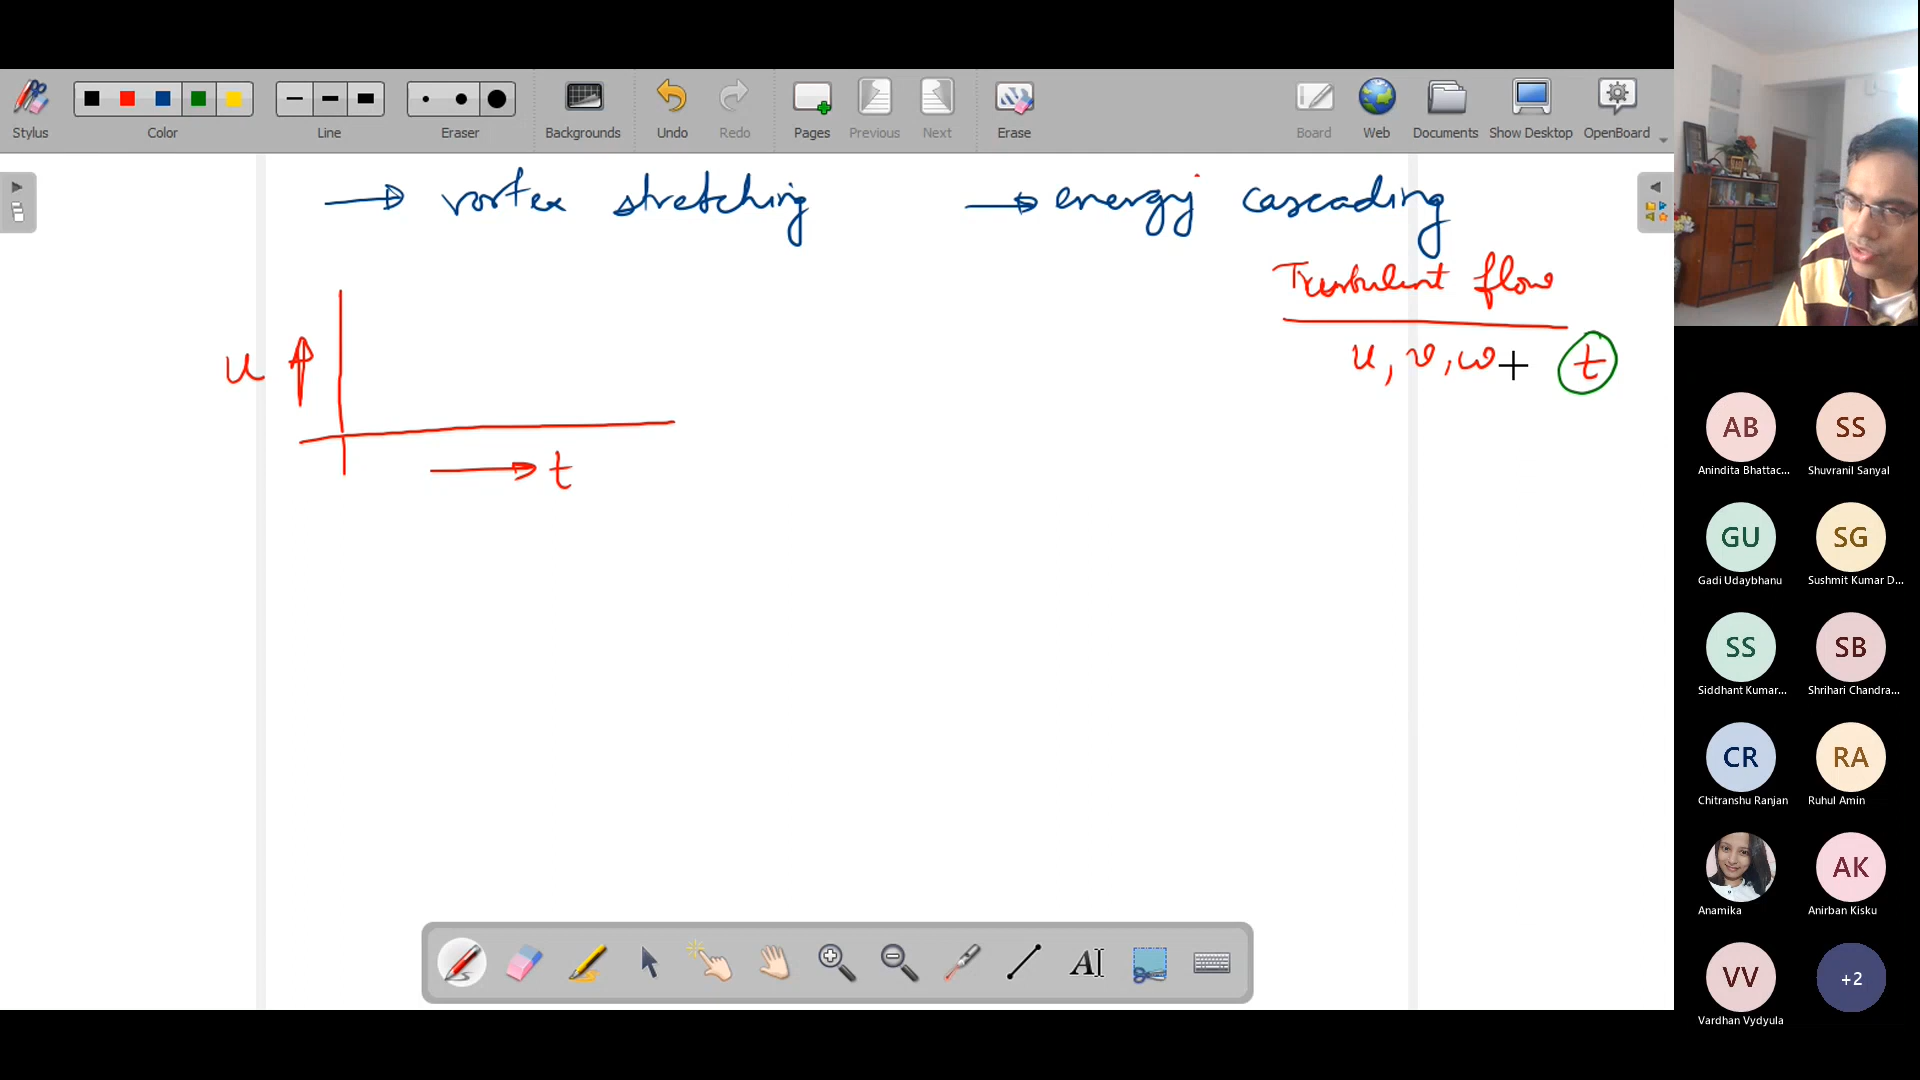 Stylus Color Line Eraser Backgrounds Undo Redo Pages Previous Next Erase Board Web Documents Show Desktop OpenBoard
→ vortex stretching → energy cascading
Turbulent flow
u, v, w t
u ↑
→ t
AI
AB SS
Anindita Bhattac... Shuvranil Sanyal
GU SG
Gadi Udaybhanu Sushmit Kumar D...
SS SB
Siddhant Kumar... Shrihari Chandra...
CR RA
Chitranshu Ranjan Ruhul Amin
AK
Anamika Anirban Kisku
VV +2
Vardhan Vydyula